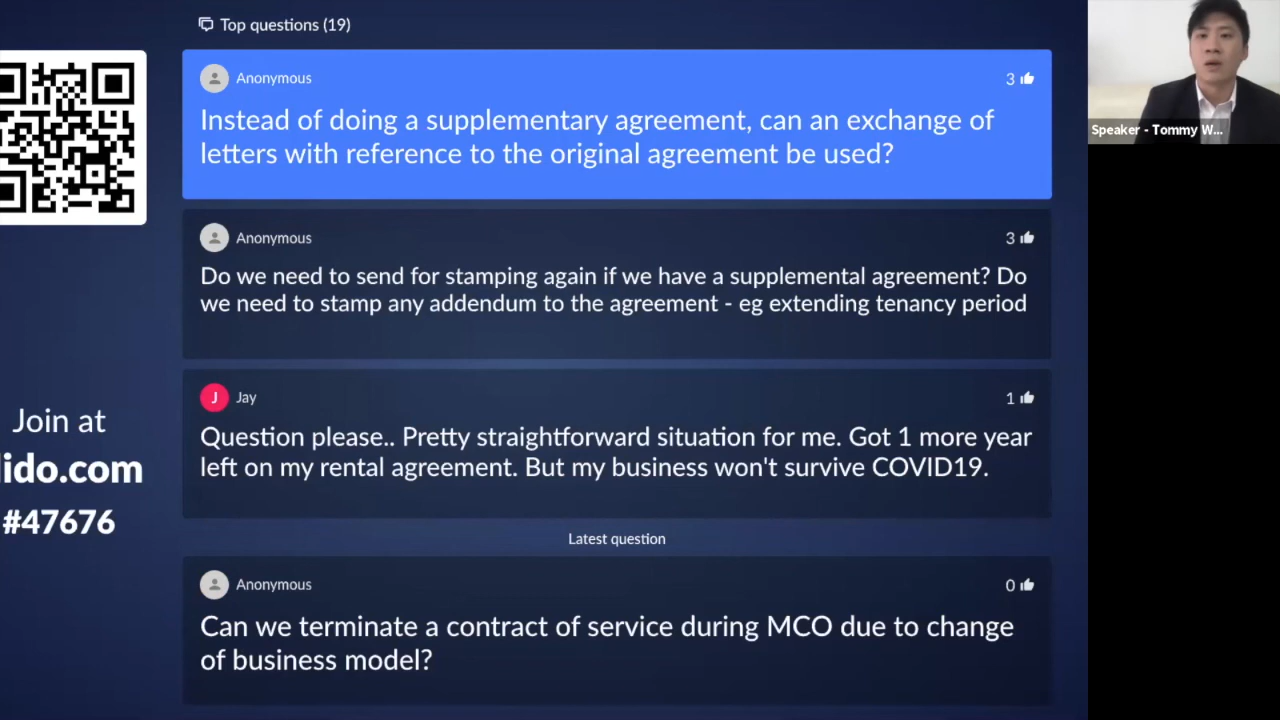 Top questions (19)
Anonymous
3
Instead of doing a supplementary agreement, can an exchange of
letters with reference to the original agreement be used?
Anonymous
3
Do we need to send for stamping again if we have a supplemental agreement? Do
we need to stamp any addendum to the agreement - eg extending tenancy period
J Jay
1
Question please.. Pretty straightforward situation for me. Got 1 more year
left on my rental agreement. But my business won't survive COVID19.
Latest question
Anonymous
0
Can we terminate a contract of service during MCO due to change
of business model?
Join at
lido.com
#47676
Speaker - Tommy W...